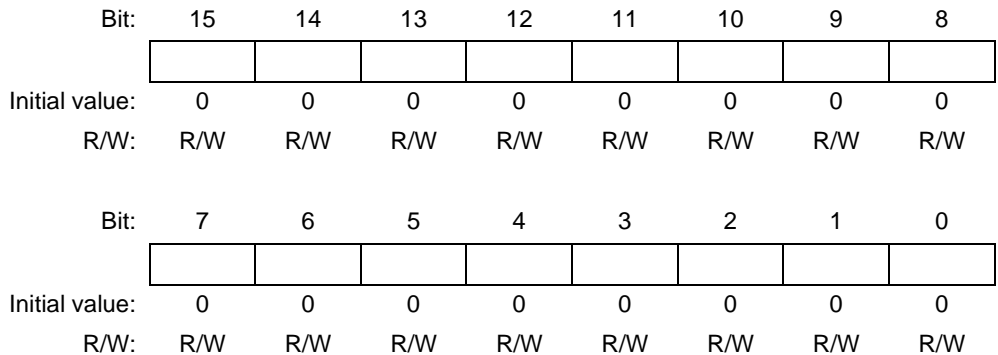 Bit: 15 14 13 12 11 10 9 8
Initial value: 0 0 0 0 0 0 0 0
R/W: R/W R/W R/W R/W R/W R/W R/W R/W
Bit: 7 6 5 4 3 2 1 0
Initial value: 0 0 0 0 0 0 0 0
R/W: R/W R/W R/W R/W R/W R/W R/W R/W